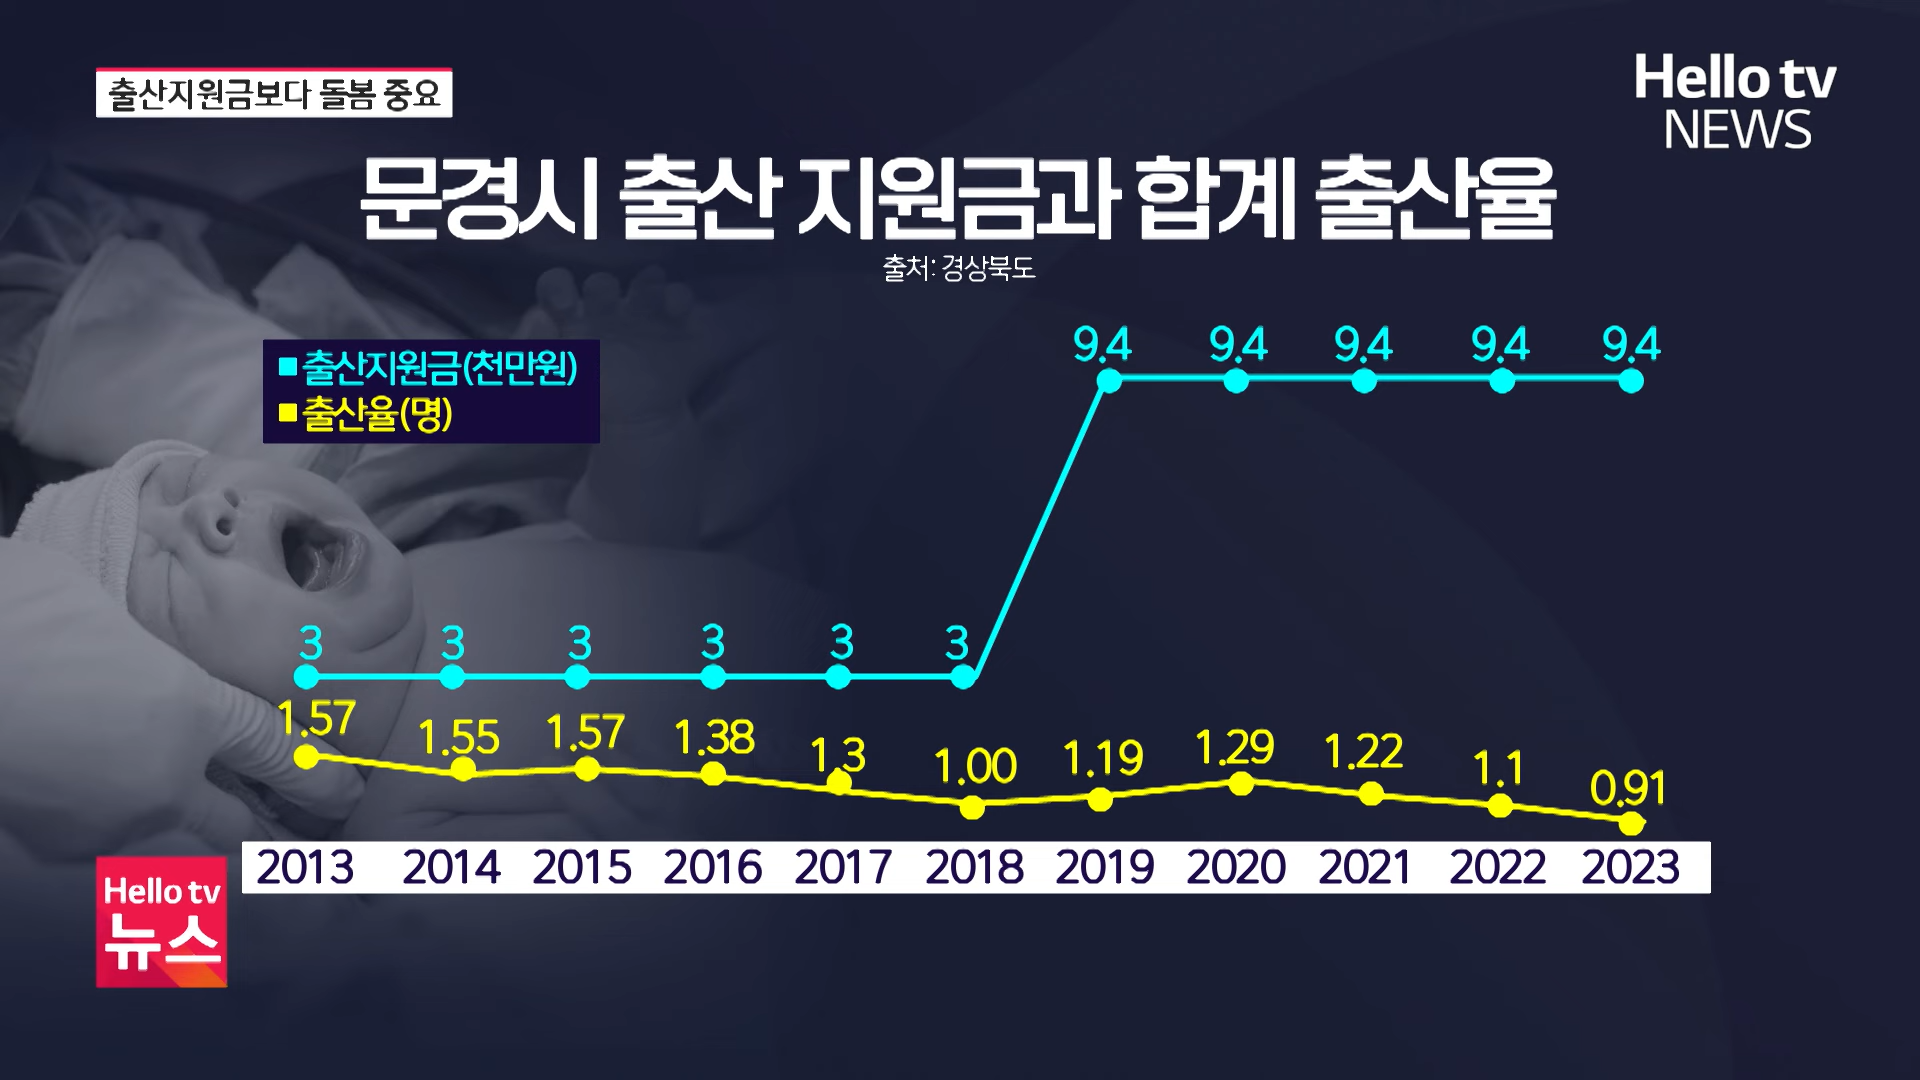 출산지원금보다 돌봄 중요
Hello tv
NEWS
문경시 출산 지원금과 합계 출산율
출처: 경상북도
출산지원금(천만원)
출산율(명)
9.4 9.4 9.4 9.4 9.4
3 3 3 3 3 3
1.57 1.55 1.57 1.38 1.3 1.00 1.19 1.29 1.22 1.1 0.91
2013 2014 2015 2016 2017 2018 2019 2020 2021 2022 2023
Hello tv
뉴스